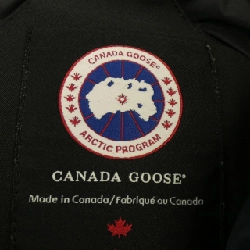 CANADA GOOSE
ARCTIC PROGRAM
CANADA GOOSE®
Made in Canada/Fabriqué au Canada